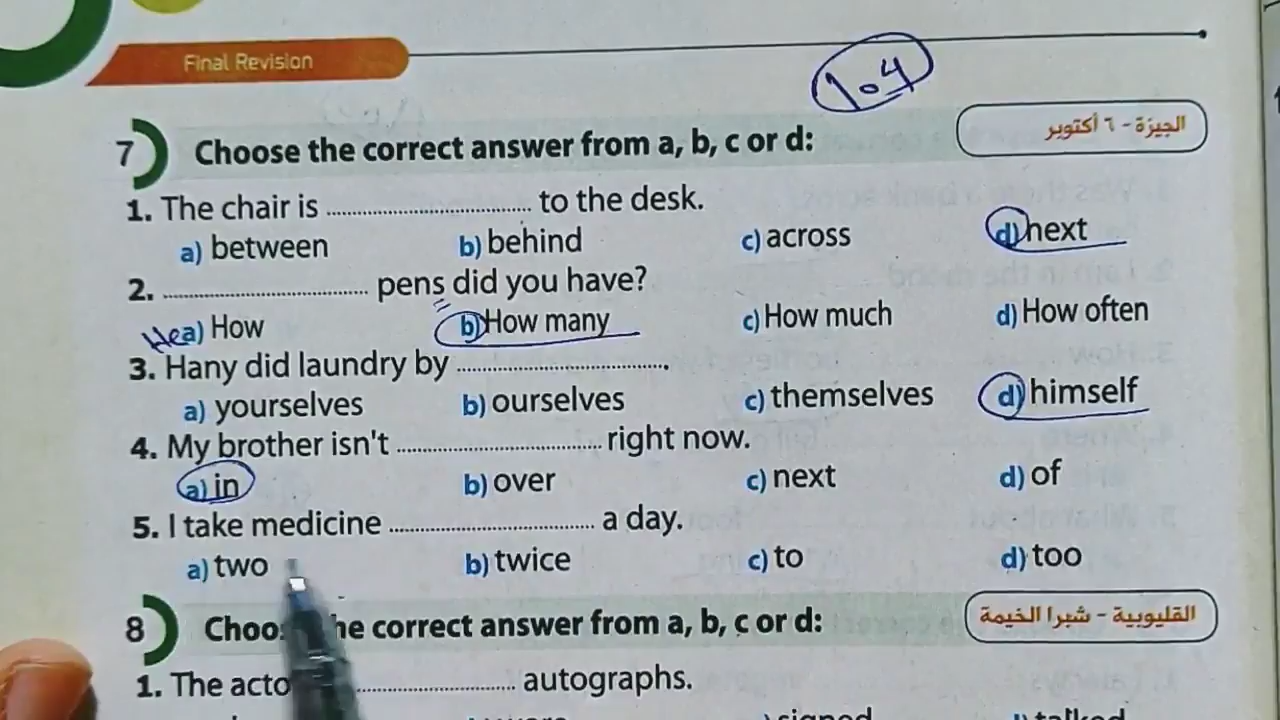 Final Revision
104
7 Choose the correct answer from a, b, c or d:
الجيزة - ٦ أكتوبر
1. The chair is ........................................ to the desk.
a) between b) behind c) across d) next
2. ........................................ pens did you have?
a) How b) How many c) How much d) How often
3. Hany did laundry by ........................................ .
a) yourselves b) ourselves c) themselves d) himself
4. My brother isn't ........................................ right now.
a) in b) over c) next d) of
5. I take medicine ........................................ a day.
a) two b) twice c) to d) too
8 Choo he correct answer from a, b, c or d:
القليوبية - شبرا الخيمة
1. The acto ........................................ autographs.
signed talked